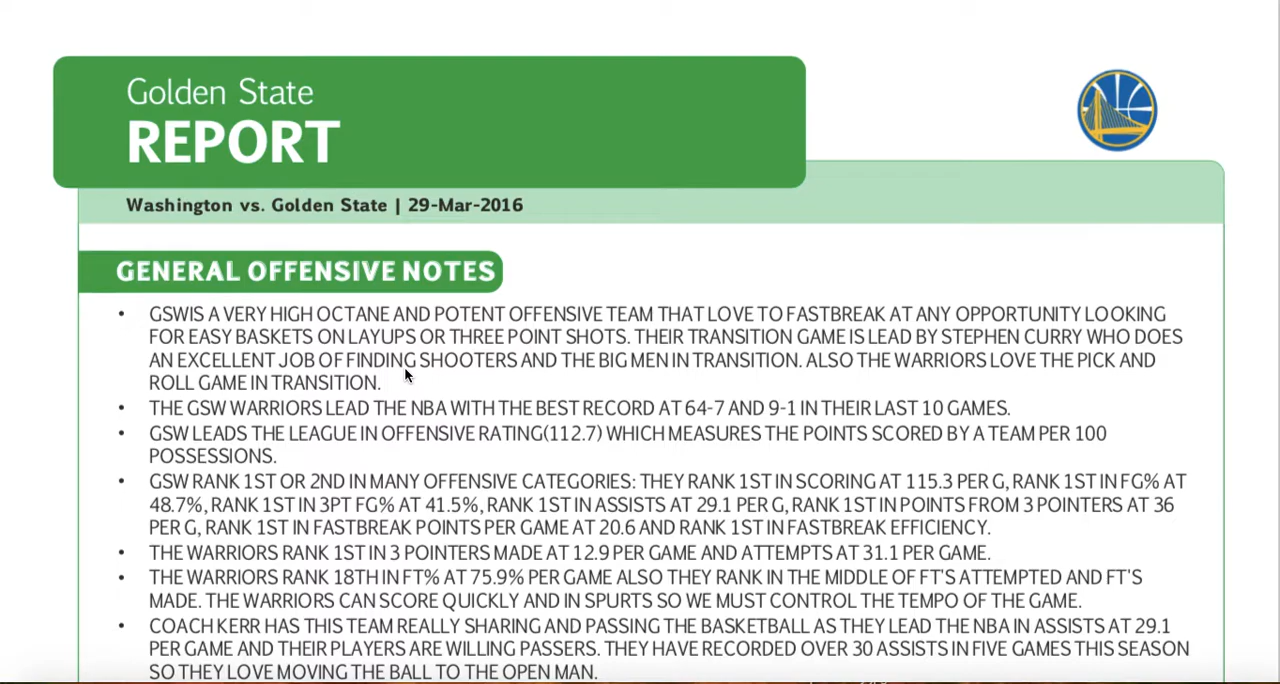 Golden State
REPORT
Washington vs. Golden State | 29-Mar-2016
GENERAL OFFENSIVE NOTES
• GSWIS A VERY HIGH OCTANE AND POTENT OFFENSIVE TEAM THAT LOVE TO FASTBREAK AT ANY OPPORTUNITY LOOKING
FOR EASY BASKETS ON LAYUPS OR THREE POINT SHOTS. THEIR TRANSITION GAME IS LEAD BY STEPHEN CURRY WHO DOES
AN EXCELLENT JOB OF FINDING SHOOTERS AND THE BIG MEN IN TRANSITION. ALSO THE WARRIORS LOVE THE PICK AND
ROLL GAME IN TRANSITION.
• THE GSW WARRIORS LEAD THE NBA WITH THE BEST RECORD AT 64-7 AND 9-1 IN THEIR LAST 10 GAMES.
• GSW LEADS THE LEAGUE IN OFFENSIVE RATING(112.7) WHICH MEASURES THE POINTS SCORED BY A TEAM PER 100
POSSESSIONS.
• GSW RANK 1ST OR 2ND IN MANY OFFENSIVE CATEGORIES: THEY RANK 1ST IN SCORING AT 115.3 PER G, RANK 1ST IN FG% AT
48.7%, RANK 1ST IN 3PT FG% AT 41.5%, RANK 1ST IN ASSISTS AT 29.1 PER G, RANK 1ST IN POINTS FROM 3 POINTERS AT 36
PER G, RANK 1ST IN FASTBREAK POINTS PER GAME AT 20.6 AND RANK 1ST IN FASTBREAK EFFICIENCY.
• THE WARRIORS RANK 1ST IN 3 POINTERS MADE AT 12.9 PER GAME AND ATTEMPTS AT 31.1 PER GAME.
• THE WARRIORS RANK 18TH IN FT% AT 75.9% PER GAME ALSO THEY RANK IN THE MIDDLE OF FT'S ATTEMPTED AND FT'S
MADE. THE WARRIORS CAN SCORE QUICKLY AND IN SPURTS SO WE MUST CONTROL THE TEMPO OF THE GAME.
• COACH KERR HAS THIS TEAM REALLY SHARING AND PASSING THE BASKETBALL AS THEY LEAD THE NBA IN ASSISTS AT 29.1
PER GAME AND THEIR PLAYERS ARE WILLING PASSERS. THEY HAVE RECORDED OVER 30 ASSISTS IN FIVE GAMES THIS SEASON
SO THEY LOVE MOVING THE BALL TO THE OPEN MAN.